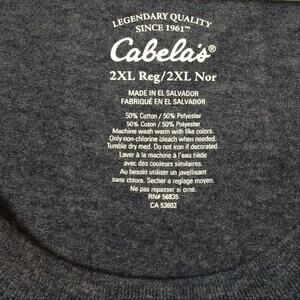 LEGENDARY QUALITY
SINCE 1961™
Cabela's®
2XL Reg/2XL Nor
MADE IN EL SALVADOR
FABRIQUÉ EN EL SALVADOR
50% Cotton / 50% Polyester
50% Coton / 50% Polyester
Machine wash warm with like colors.
Only non-chlorine bleach when needed.
Tumble dry med. Do not iron if decorated.
Laver à la machine à l'eau tiède
avec des couleurs similaires.
Au besoin utiliser un javellisant
sans chlore. Sécher a reglage moyen.
Ne pas repasser si orné.
RN# 56835
CA 53602